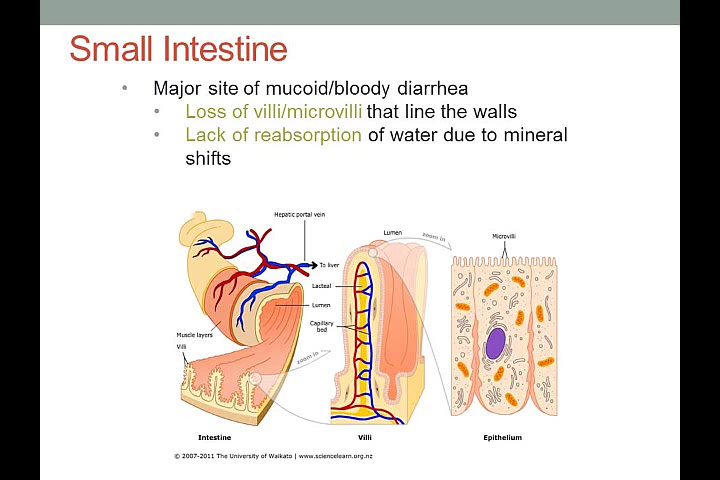 Small Intestine
• Major site of mucoid/bloody diarrhea
• Loss of villi/microvilli that line the walls
• Lack of reabsorption of water due to mineral
shifts
Hepatic portal vein
To liver
Lumen
Muscle layers
Villi
zoom in
Intestine
Lumen
zoom in
Lacteal
Capillary
bed
Villi
Microvilli
Epithelium
© 2007-2011 The University of Waikato | www.sciencelearn.org.nz